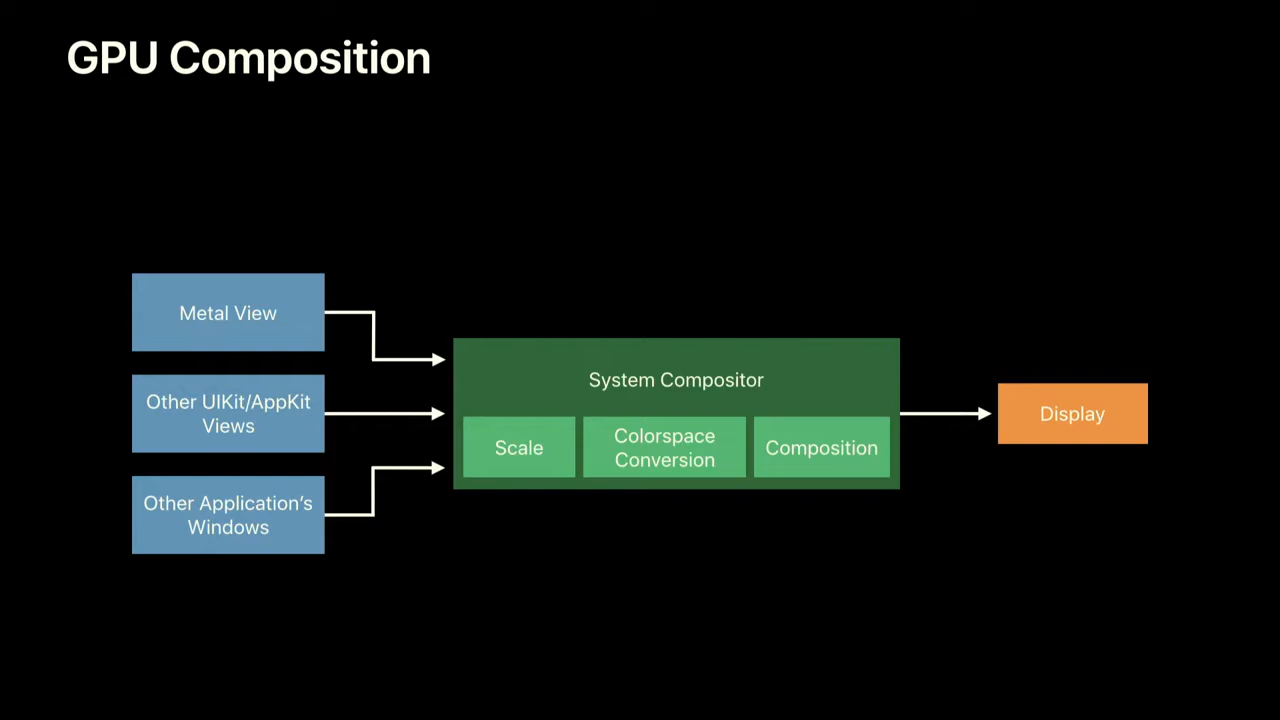 GPU Composition
Metal View
Other UIKit/AppKit
Views
Other Application's
Windows
System Compositor
Scale
Colorspace
Conversion
Composition
Display